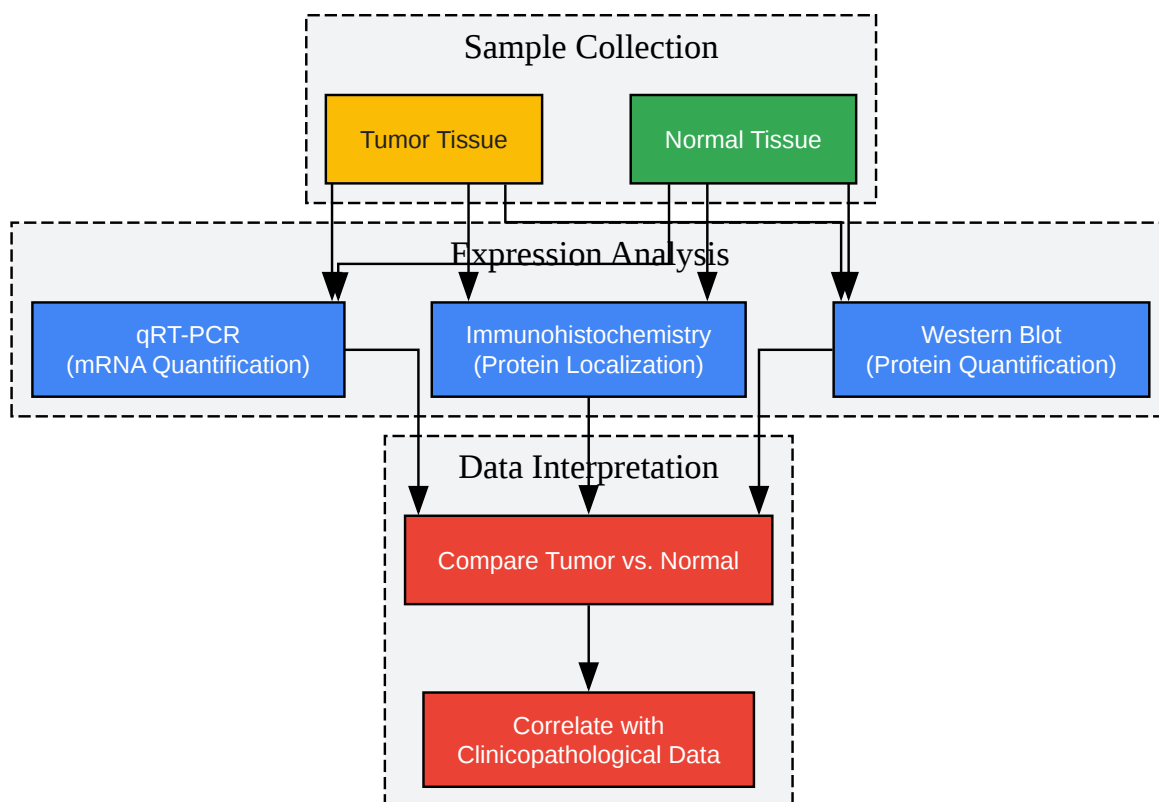 Sample Collection
Tumor Tissue
Normal Tissue
Expression Analysis
qRT-PCR
(mRNA Quantification)
Immunohistochemistry
(Protein Localization)
Western Blot
(Protein Quantification)
Data Interpretation
Compare Tumor vs. Normal
Correlate with
Clinicopathological Data